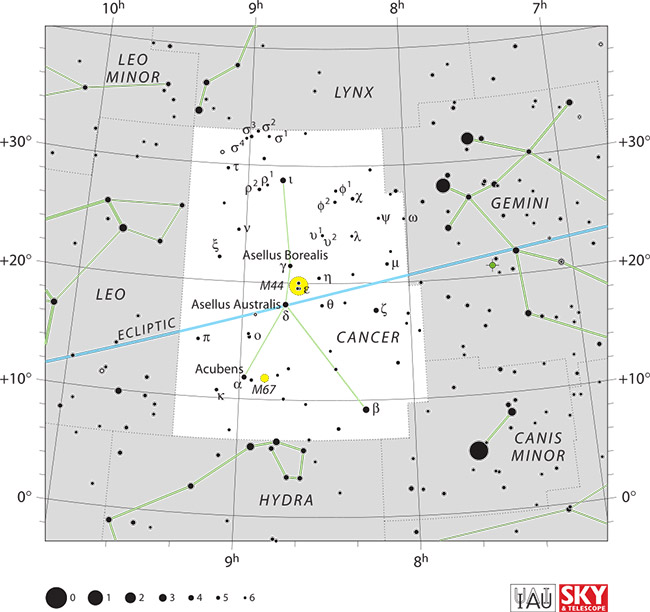 10h 9h 8h 7h
LEO
MINOR
LYNX
σ3 σ2
σ4 σ1
+30° +30°
τ
ρ2 ρ1 ι
ϕ1
ϕ2 χ
GEMINI
ψ ω
ν
υ1 υ2 λ
ξ
Asellus Borealis
γ
μ
+20° +20°
M44 ε
η
LEO
Asellus Australis
δ
θ
ζ
ECLIPTIC
π
ο
CANCER
Acubens
α
M67
+10° +10°
κ
β
CANIS
MINOR
HYDRA
0° 0°
9h 8h
0 1 2 3 4 5 6
IAU
SKY
& TELESCOPE